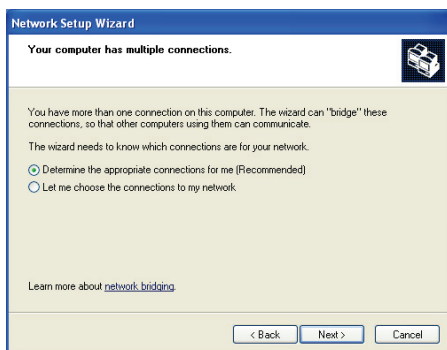 Network Setup Wizard
Your computer has multiple connections.
You have more than one connection on this computer. The wizard can "bridge" these
connections, so that other computers using them can communicate.
The wizard needs to know which connections are for your network.
Determine the appropriate connections for me (Recommended)
Let me choose the connections to my network
Learn more about network bridging.
< Back
Next >
Cancel